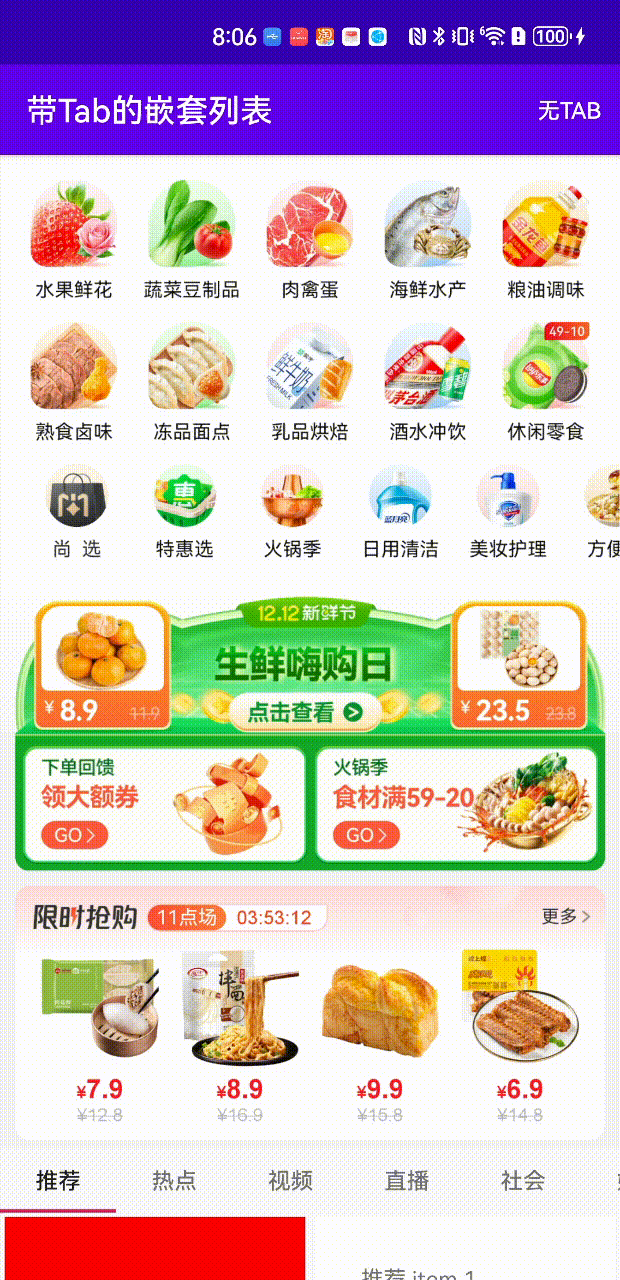 8:06
6
100
带Tab的嵌套列表
无TAB
水果鲜花
蔬菜豆制品
肉禽蛋
海鲜水产
粮油调味
49-10
熟食卤味
冻品面点
乳品烘焙
酒水冲饮
休闲零食
惠
尚 选
特惠选
火锅季
日用清洁
美妆护理
方便
12.12新鲜节
生鲜嗨购日
点击查看
¥8.9 11.9
¥23.5 23.8
下单回馈
领大额券
GO
火锅季
食材满59-20
GO
限时抢购 11点场 03:53:12
更多
¥7.9
¥12.8
¥8.9
¥16.9
¥9.9
¥15.8
¥6.9
¥14.8
推荐
热点
视频
直播
社会
推荐 item 1